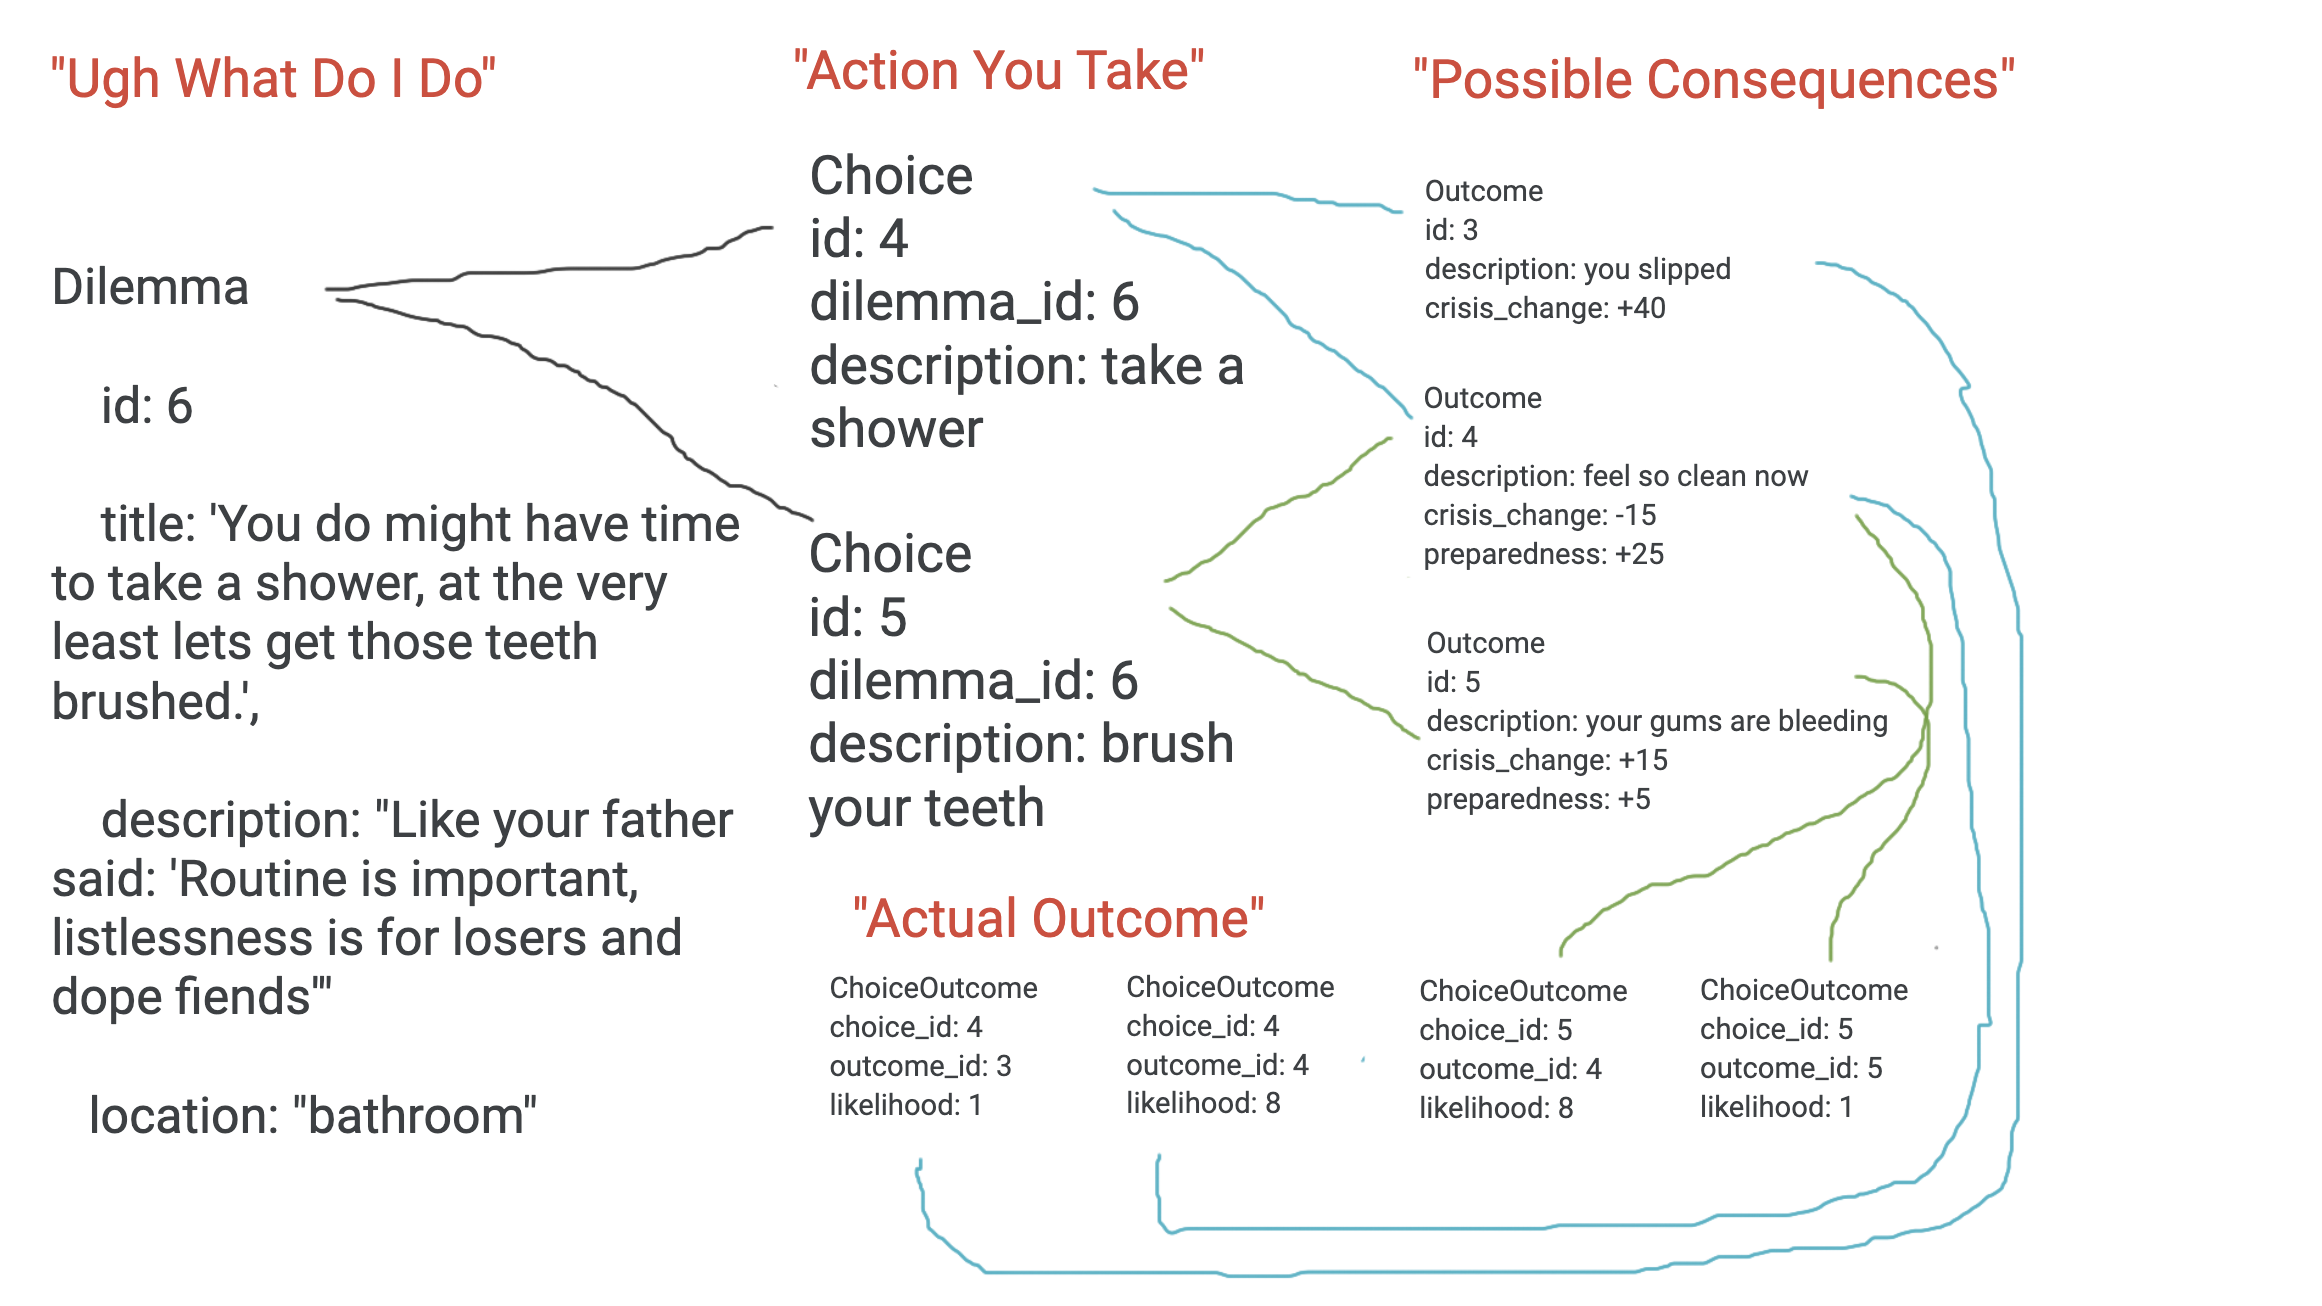 "Ugh What Do I Do"
Dilemma
id: 6
title: 'You do might have time
to take a shower, at the very
least lets get those teeth
brushed.',
description: "Like your father
said: 'Routine is important,
listlessness is for losers and
dope fiends'"
location: "bathroom"
"Action You Take"
Choice
id: 4
dilemma_id: 6
description: take a
shower
Choice
id: 5
dilemma_id: 6
description: brush
your teeth
"Possible Consequences"
Outcome
id: 3
description: you slipped
crisis_change: +40
Outcome
id: 4
description: feel so clean now
crisis_change: -15
preparedness: +25
Outcome
id: 5
description: your gums are bleeding
crisis_change: +15
preparedness: +5
"Actual Outcome"
ChoiceOutcome
choice_id: 4
outcome_id: 3
likelihood: 1
ChoiceOutcome
choice_id: 4
outcome_id: 4
likelihood: 8
ChoiceOutcome
choice_id: 5
outcome_id: 4
likelihood: 8
ChoiceOutcome
choice_id: 5
outcome_id: 5
likelihood: 1